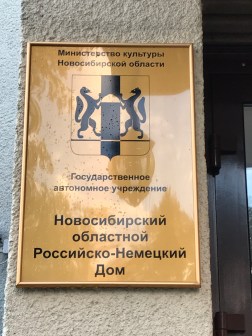 Министерство культуры
Новосибирской области
Государственное
автономное учреждение
Новосибирский
областной
Российско-Немецкий
Дом